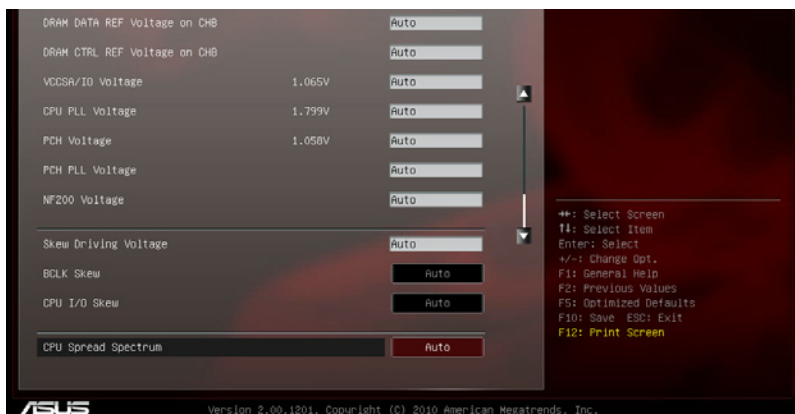 DRAM DATA REF Voltage on CHB Auto
DRAM CTRL REF Voltage on CHB Auto
VCCSA/IO Voltage 1.065V Auto
CPU PLL Voltage 1.799V Auto
PCH Voltage 1.058V Auto
PCH PLL Voltage Auto
NF200 Voltage Auto
Skew Driving Voltage Auto
BCLK Skew Auto
CPU I/O Skew Auto
CPU Spread Spectrum Auto
→←: Select Screen
↑↓: Select Item
Enter: Select
+/-: Change Opt.
F1: General Help
F2: Previous Values
F5: Optimized Defaults
F10: Save ESC: Exit
F12: Print Screen
ASUS
Version 2.00.1201. Copyright (C) 2010 American Megatrends, Inc.